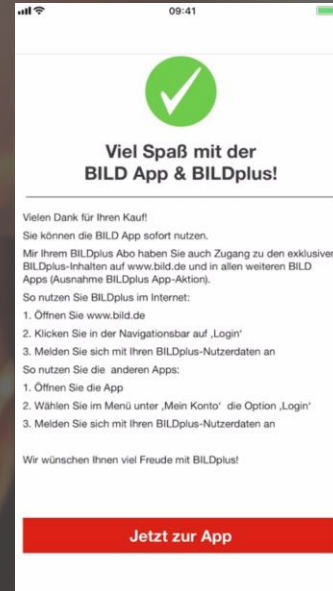 09:41
Viel Spaß mit der
BILD App & BILDplus!
Vielen Dank für Ihren Kauf!
Sie können die BILD App sofort nutzen.
Mir Ihrem BILDplus Abo haben Sie auch Zugang zu den exklusiven
BILDplus-Inhalten auf www.bild.de und in allen weiteren BILD
Apps (Ausnahme BILDplus App-Aktion).
So nutzen Sie BILDplus im Internet:
1. Öffnen Sie www.bild.de
2. Klicken Sie in der Navigationsbar auf ‚Login‘
3. Melden Sie sich mit Ihren BILDplus-Nutzerdaten an
So nutzen Sie die anderen Apps:
1. Öffnen Sie die App
2. Wählen Sie im Menü unter ‚Mein Konto‘ die Option ‚Login‘
3. Melden Sie sich mit Ihren BILDplus-Nutzerdaten an
Wir wünschen Ihnen viel Freude mit BILDplus!
Jetzt zur App